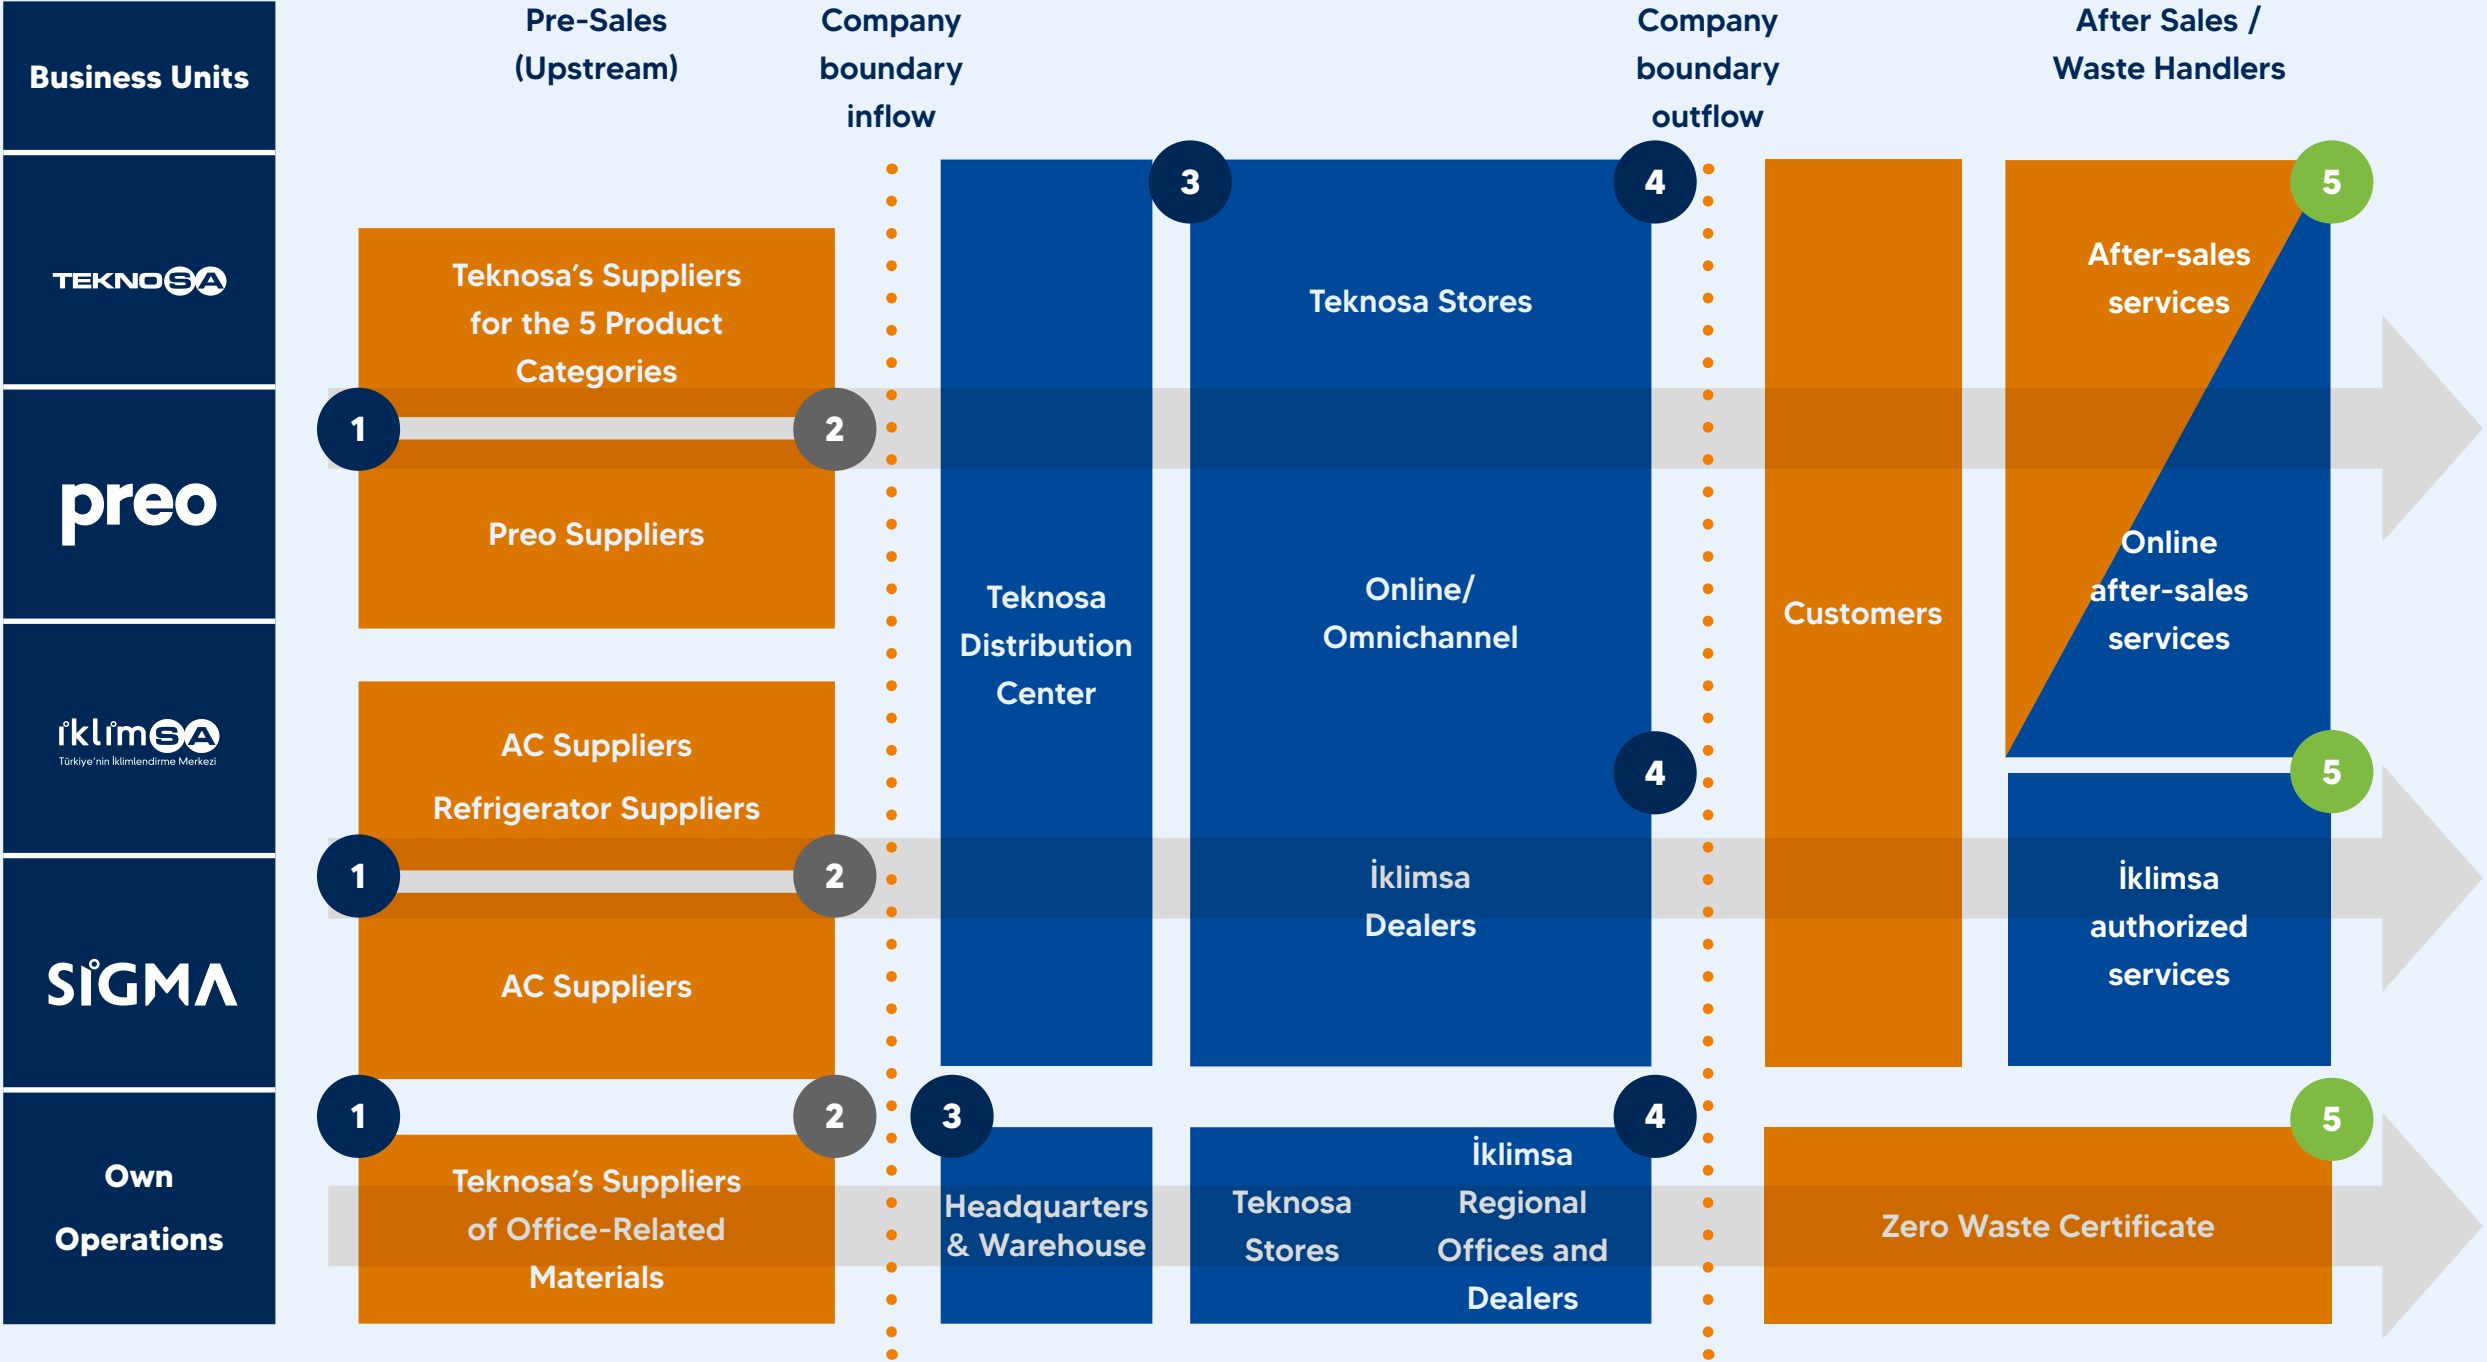 Business Units
Pre-Sales
(Upstream)
Company
boundary
inflow
Company
boundary
outflow
After Sales /
Waste Handlers
TEKNOSA
preo
iklimSA
Türkiye'nin İklimlendirme Merkezi
SİGMA
Own
Operations
1
Teknosa's Suppliers
for the 5 Product
Categories
2
Preo Suppliers
1
AC Suppliers
Refrigerator Suppliers
2
AC Suppliers
1
Teknosa's Suppliers
of Office-Related
Materials
2
Teknosa
Distribution
Center
3
Teknosa Stores
4
Online/
Omnichannel
4
İklimsa
Dealers
3
Headquarters
& Warehouse
Teknosa
Stores
İklimsa
Regional
Offices and
Dealers
4
Customers
After-sales
services
5
Online
after-sales
services
5
İklimsa
authorized
services
5
Zero Waste Certificate